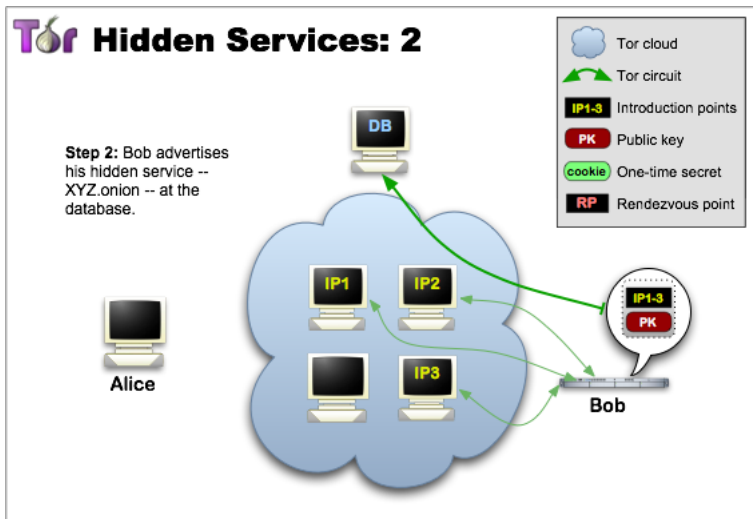 Tor Hidden Services: 2
Tor cloud
Tor circuit
IP1-3 Introduction points
PK Public key
cookie One-time secret
RP Rendezvous point
DB
Step 2: Bob advertises
his hidden service --
XYZ.onion -- at the
database.
IP1
IP2
IP3
IP1-3
PK
Alice
Bob